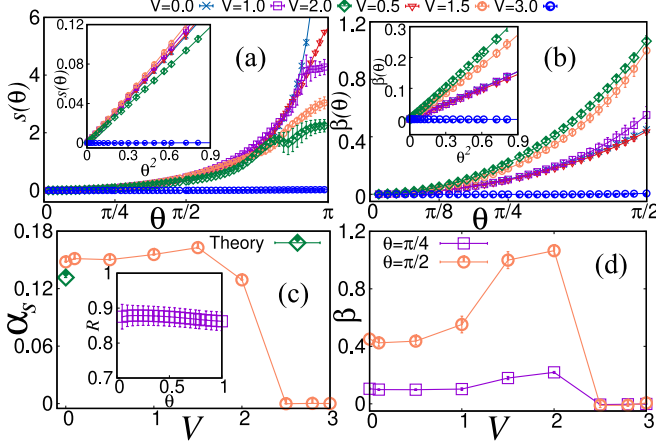 V=0.0 V=1.0 V=2.0 V=0.5 V=1.5 V=3.0
6
4
2
0
s(θ)
0 π/4 π/2 π
θ
(a)
0.12
0.08
0.04
0
s(θ)
0 0.3 0.6 0.9
θ²
1.2
0.8
0.4
0
β(θ)
0 π/8 π/4 π/2
θ
(b)
0.3
0.2
0.1
0
β(θ)
0 0.3 0.6 0.9
θ²
0.18
0.12
0.06
0
αs
0 1 2 3
V
Theory
(c)
1
0.9
0.8
0.7
R
0 0.5 1
θ
1.2
0.8
0.4
0
β
0 1 2 3
V
θ=π/4
θ=π/2
(d)